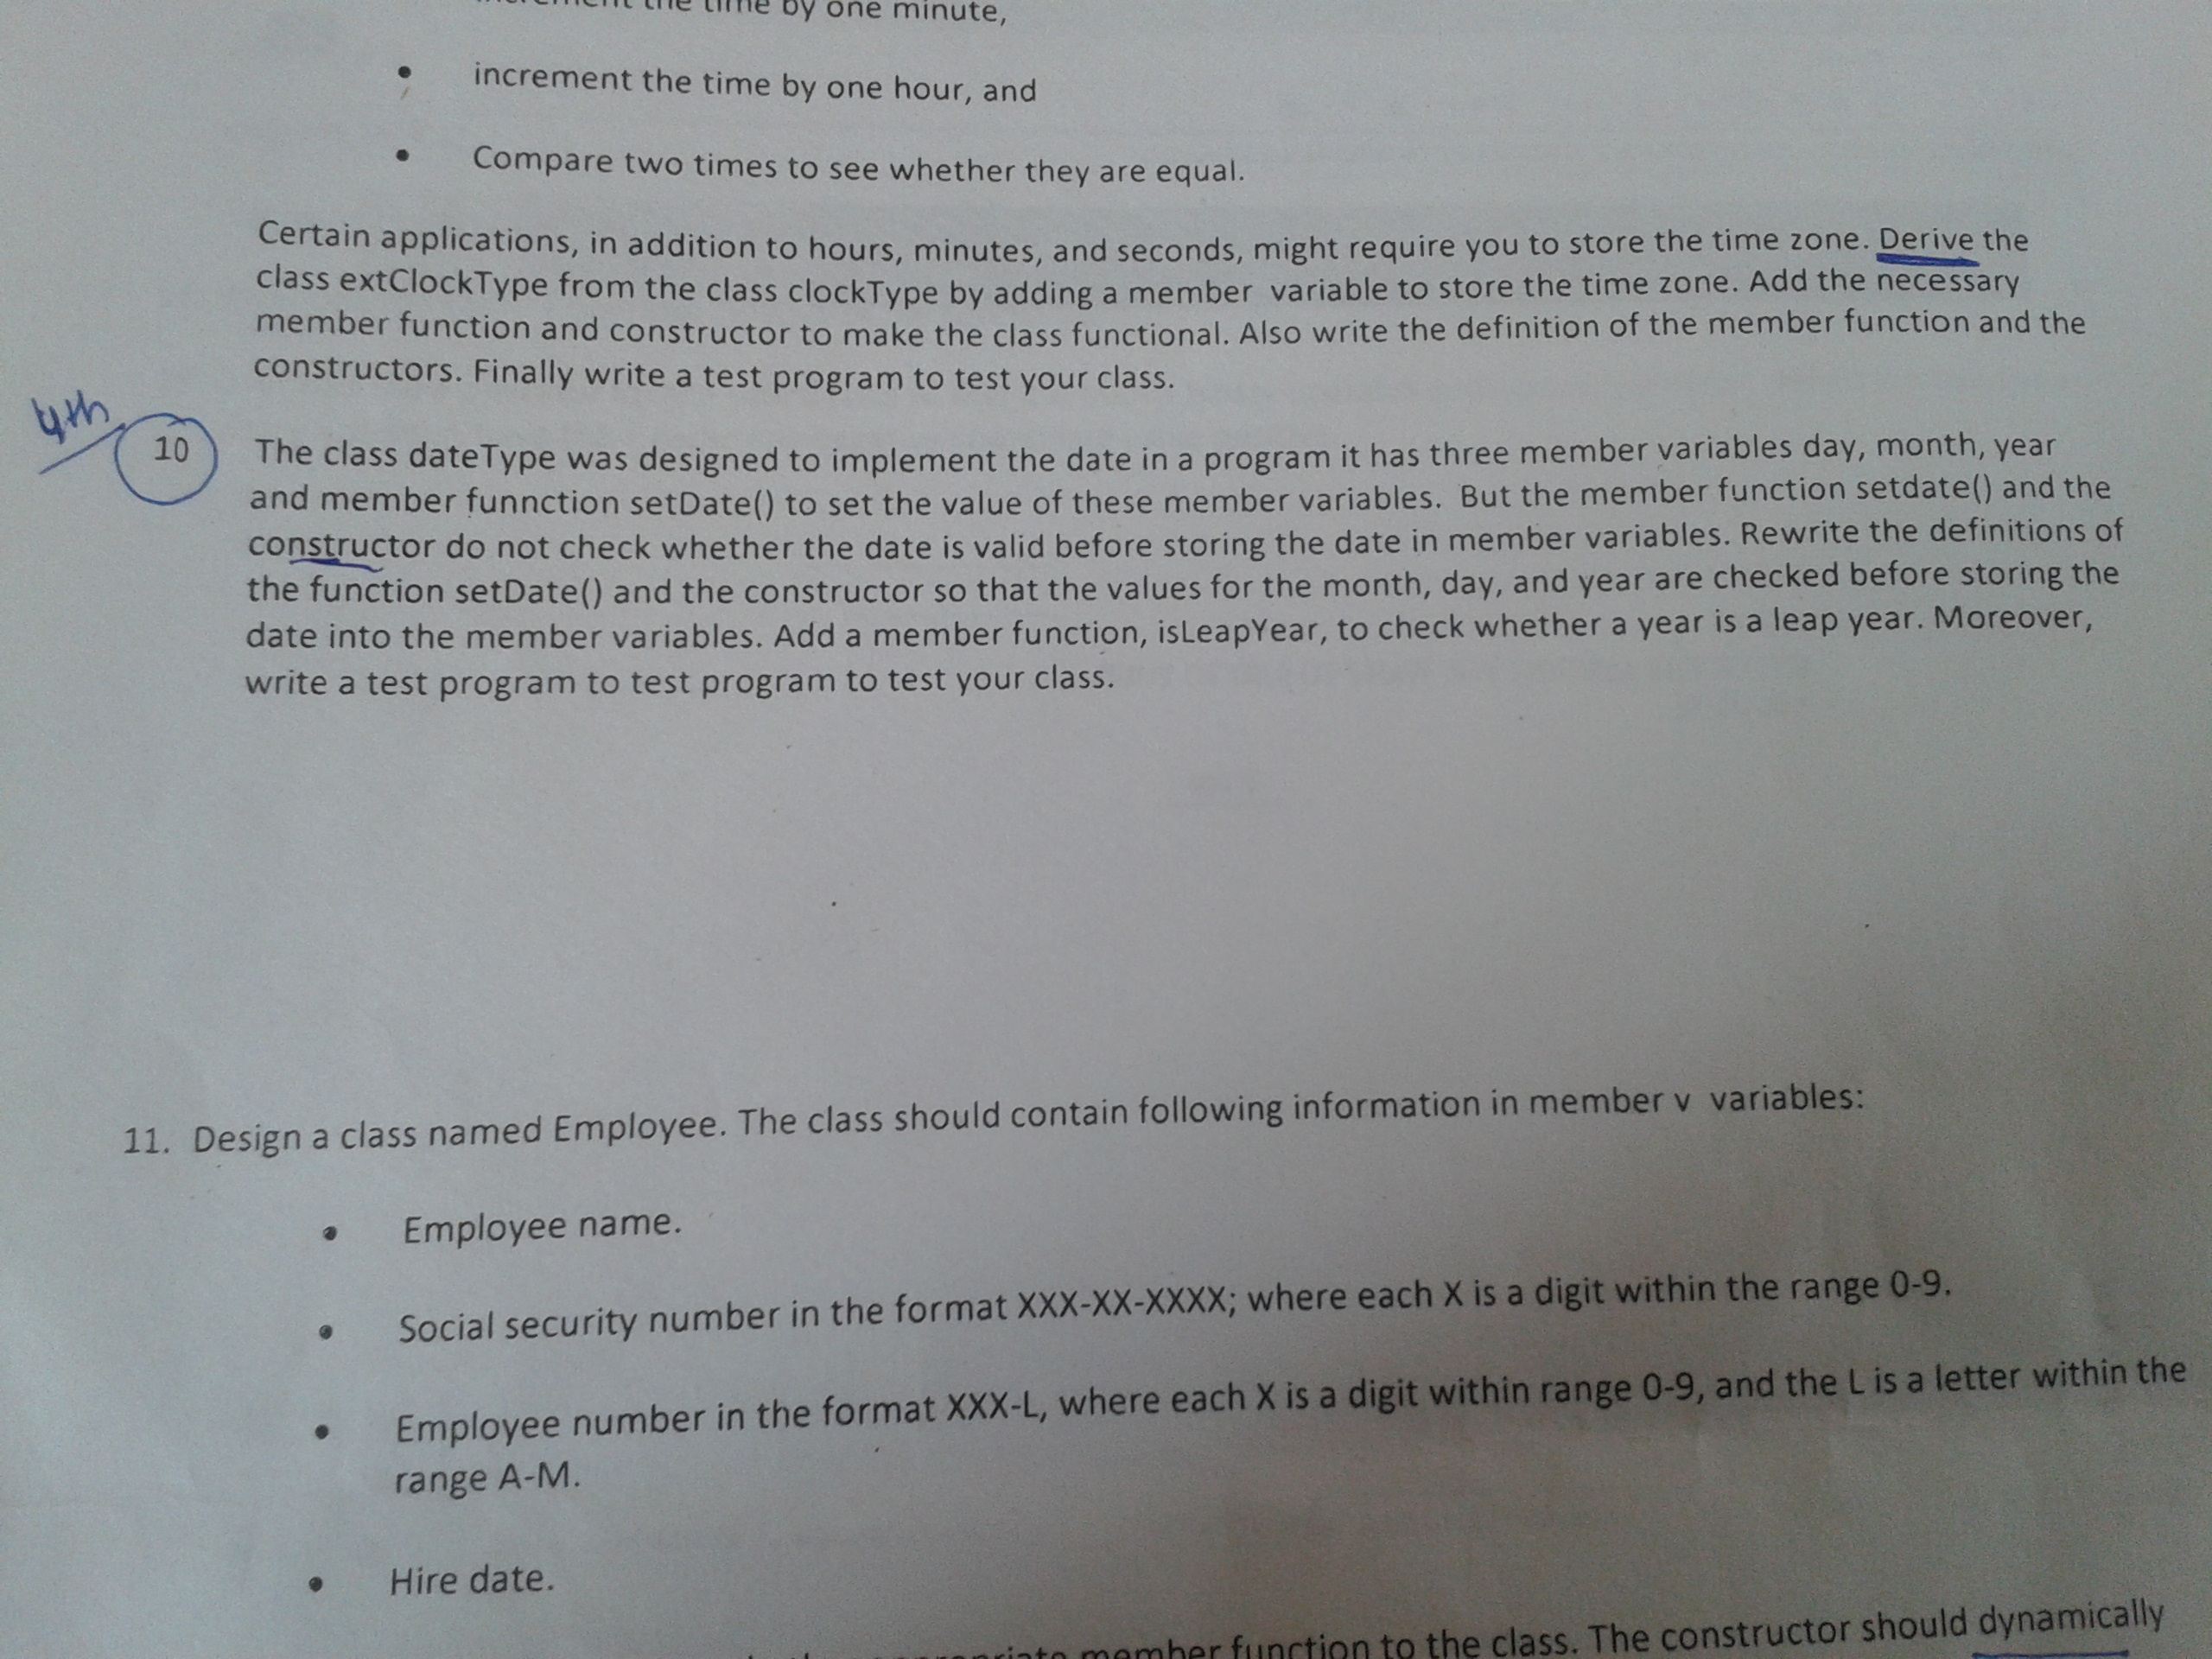 increment the time by one minute,
• increment the time by one hour, and
• Compare two times to see whether they are equal.
Certain applications, in addition to hours, minutes, and seconds, might require you to store the time zone. Derive the
class extClockType from the class clockType by adding a member variable to store the time zone. Add the necessary
member function and constructor to make the class functional. Also write the definition of the member function and the
constructors. Finally write a test program to test your class.
4th
10 The class dateType was designed to implement the date in a program it has three member variables day, month, year
and member funnction setDate() to set the value of these member variables. But the member function setdate() and the
constructor do not check whether the date is valid before storing the date in member variables. Rewrite the definitions of
the function setDate() and the constructor so that the values for the month, day, and year are checked before storing the
date into the member variables. Add a member function, isLeapYear, to check whether a year is a leap year. Moreover,
write a test program to test program to test your class.
11. Design a class named Employee. The class should contain following information in member v variables:
• Employee name.
• Social security number in the format XXX-XX-XXXX; where each X is a digit within the range 0-9.
• Employee number in the format XXX-L, where each X is a digit within range 0-9, and the L is a letter within the
range A-M.
• Hire date.
member function to the class. The constructor should dynamically